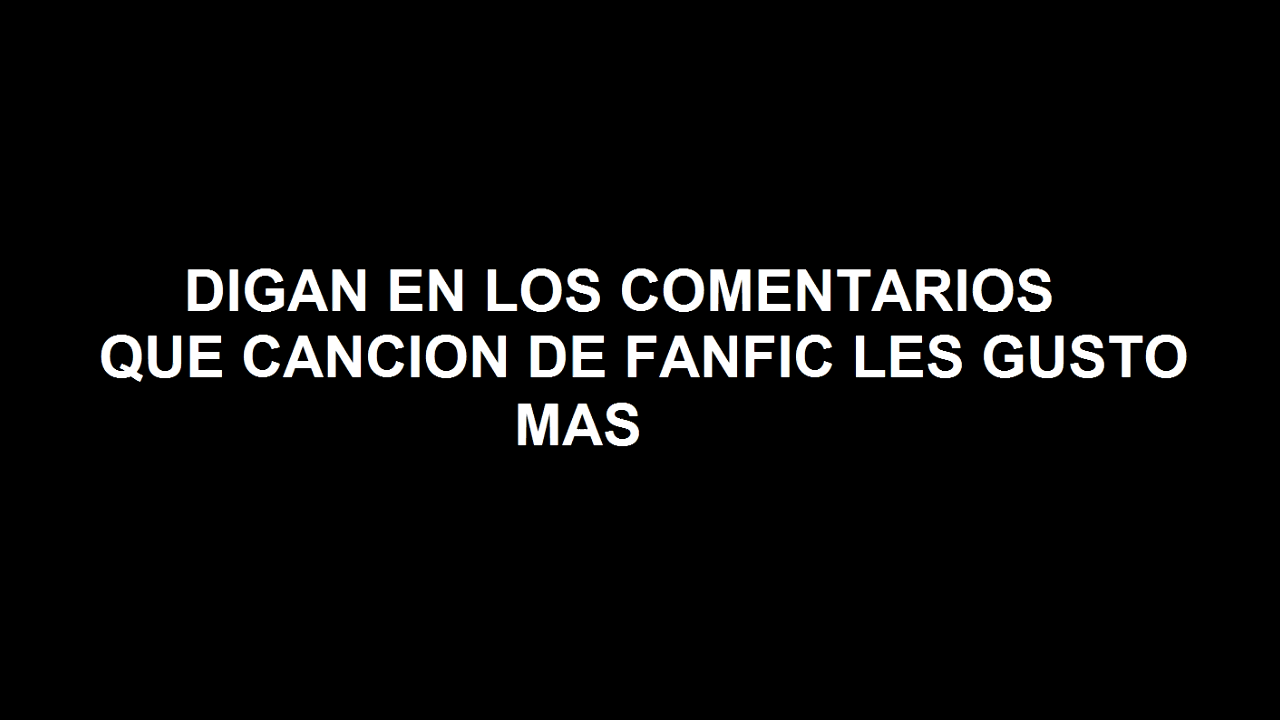 DIGAN EN LOS COMENTARIOS
QUE CANCION DE FANFIC LES GUSTO
MAS